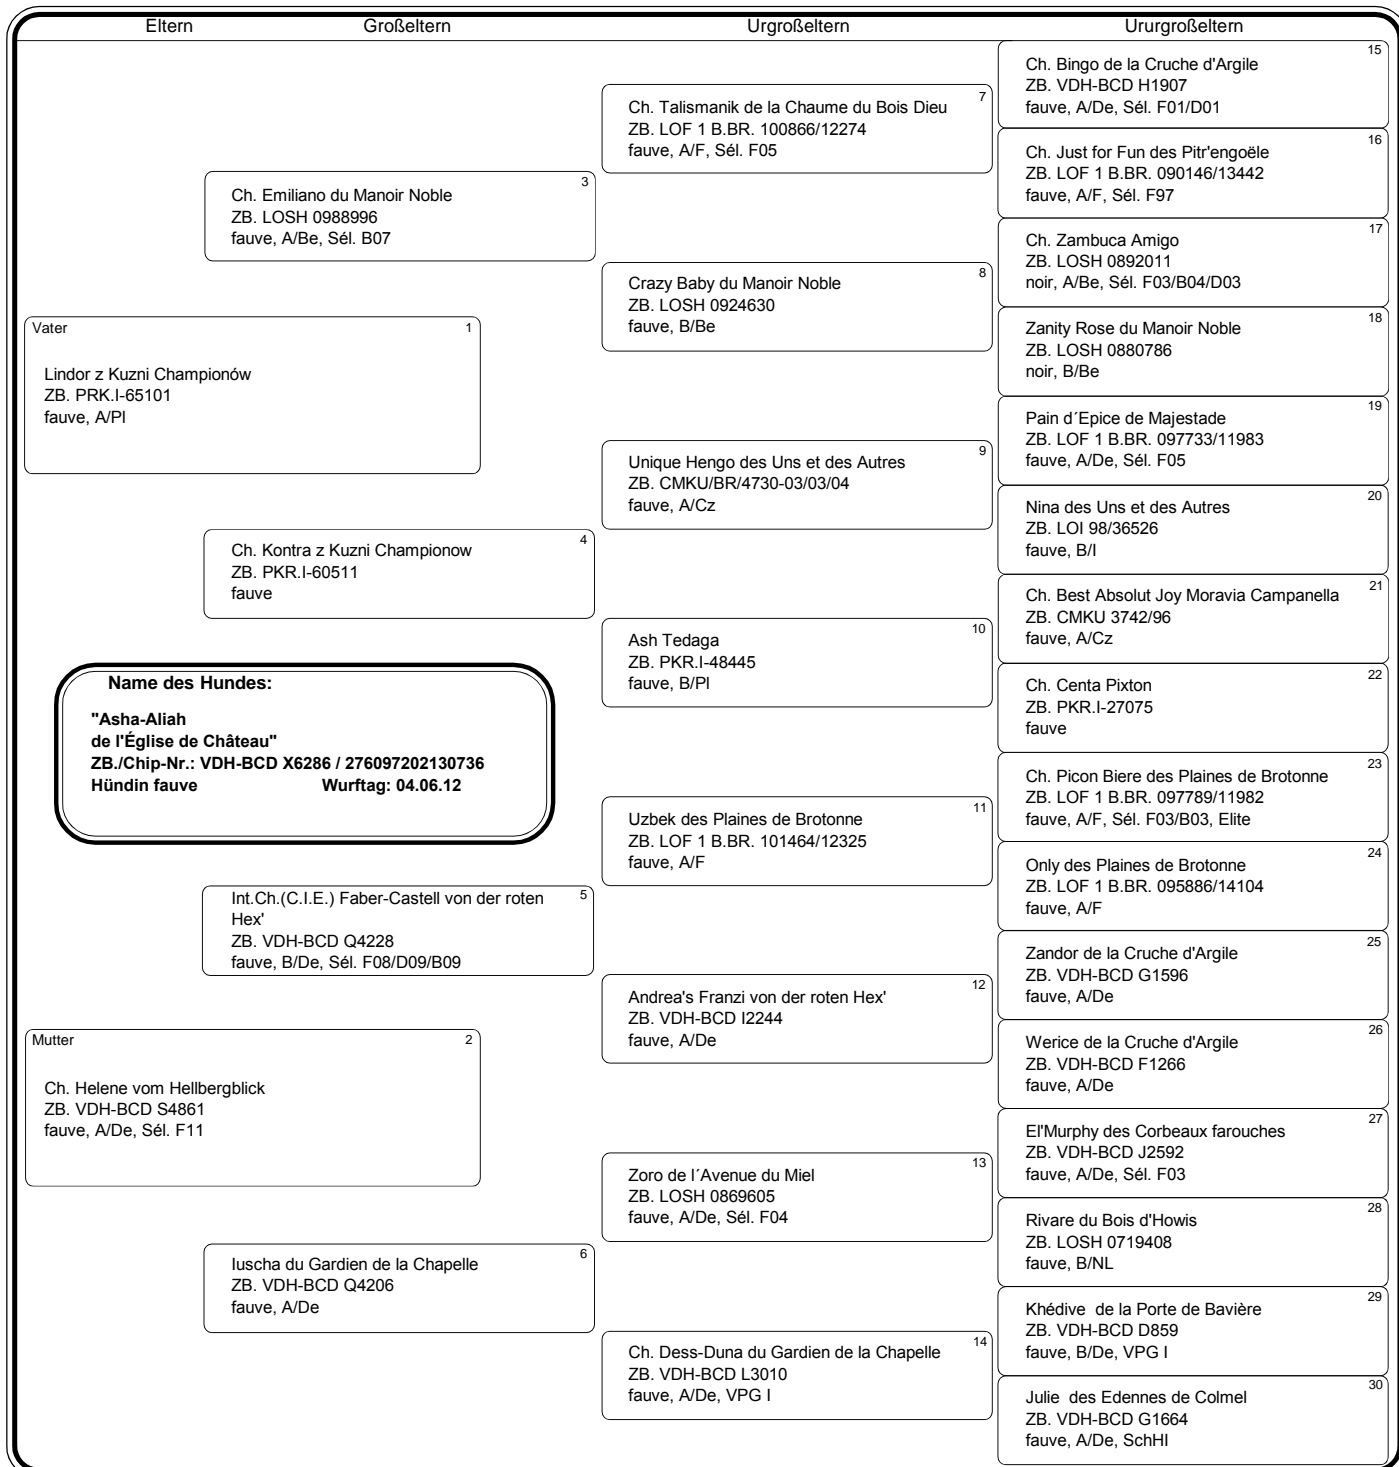 Eltern Großeltern Urgroßeltern Ururgroßeltern
Vater 1
Lindor z Kuzni Championów
ZB. PRK.I-65101
fauve, A/Pl
Mutter 2
Ch. Helene vom Hellbergblick
ZB. VDH-BCD S4861
fauve, A/De, Sél. F11
3
Ch. Emiliano du Manoir Noble
ZB. LOSH 0988996
fauve, A/Be, Sél. B07
4
Ch. Kontra z Kuzni Championow
ZB. PKR.I-60511
fauve
Name des Hundes:
"Asha-Aliah
de l'Église de Château"
ZB./Chip-Nr.: VDH-BCD X6286 / 276097202130736
Hündin fauve Wurftag: 04.06.12
Int.Ch.(C.I.E.) Faber-Castell von der roten 5
Hex'
ZB. VDH-BCD Q4228
fauve, B/De, Sél. F08/D09/B09
6
Iuscha du Gardien de la Chapelle
ZB. VDH-BCD Q4206
fauve, A/De
7
Ch. Talismanik de la Chaume du Bois Dieu
ZB. LOF 1 B.BR. 100866/12274
fauve, A/F, Sél. F05
8
Crazy Baby du Manoir Noble
ZB. LOSH 0924630
fauve, B/Be
9
Unique Hengo des Uns et des Autres
ZB. CMKU/BR/4730-03/03/04
fauve, A/Cz
10
Ash Tedaga
ZB. PKR.I-48445
fauve, B/Pl
11
Uzbek des Plaines de Brotonne
ZB. LOF 1 B.BR. 101464/12325
fauve, A/F
12
Andrea's Franzi von der roten Hex'
ZB. VDH-BCD I2244
fauve, A/De
13
Zoro de l´Avenue du Miel
ZB. LOSH 0869605
fauve, A/De, Sél. F04
14
Ch. Dess-Duna du Gardien de la Chapelle
ZB. VDH-BCD L3010
fauve, A/De, VPG I
15
Ch. Bingo de la Cruche d'Argile
ZB. VDH-BCD H1907
fauve, A/De, Sél. F01/D01
16
Ch. Just for Fun des Pitr'engoële
ZB. LOF 1 B.BR. 090146/13442
fauve, A/F, Sél. F97
17
Ch. Zambuca Amigo
ZB. LOSH 0892011
noir, A/Be, Sél. F03/B04/D03
18
Zanity Rose du Manoir Noble
ZB. LOSH 0880786
noir, B/Be
19
Pain d´Epice de Majestade
ZB. LOF 1 B.BR. 097733/11983
fauve, A/De, Sél. F05
20
Nina des Uns et des Autres
ZB. LOI 98/36526
fauve, B/I
21
Ch. Best Absolut Joy Moravia Campanella
ZB. CMKU 3742/96
fauve, A/Cz
22
Ch. Centa Pixton
ZB. PKR.I-27075
fauve
23
Ch. Picon Biere des Plaines de Brotonne
ZB. LOF 1 B.BR. 097789/11982
fauve, A/F, Sél. F03/B03, Elite
24
Only des Plaines de Brotonne
ZB. LOF 1 B.BR. 095886/14104
fauve, A/F
25
Zandor de la Cruche d'Argile
ZB. VDH-BCD G1596
fauve, A/De
26
Werice de la Cruche d'Argile
ZB. VDH-BCD F1266
fauve, A/De
27
El'Murphy des Corbeaux farouches
ZB. VDH-BCD J2592
fauve, A/De, Sél. F03
28
Rivare du Bois d'Howis
ZB. LOSH 0719408
fauve, B/NL
29
Khédive de la Porte de Bavière
ZB. VDH-BCD D859
fauve, B/De, VPG I
30
Julie des Edennes de Colmel
ZB. VDH-BCD G1664
fauve, A/De, SchHI